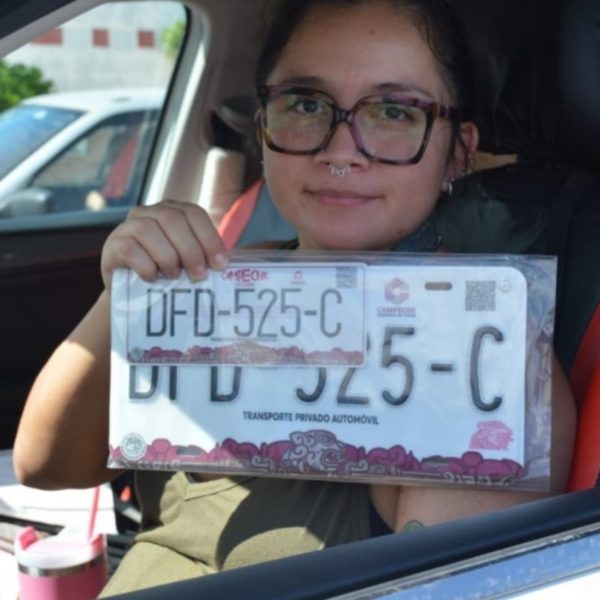 CAMPECHE
DFD-525-C
CAMPECHE
DFD 525-C
TRANSPORTE PRIVADO AUTOMÓVIL